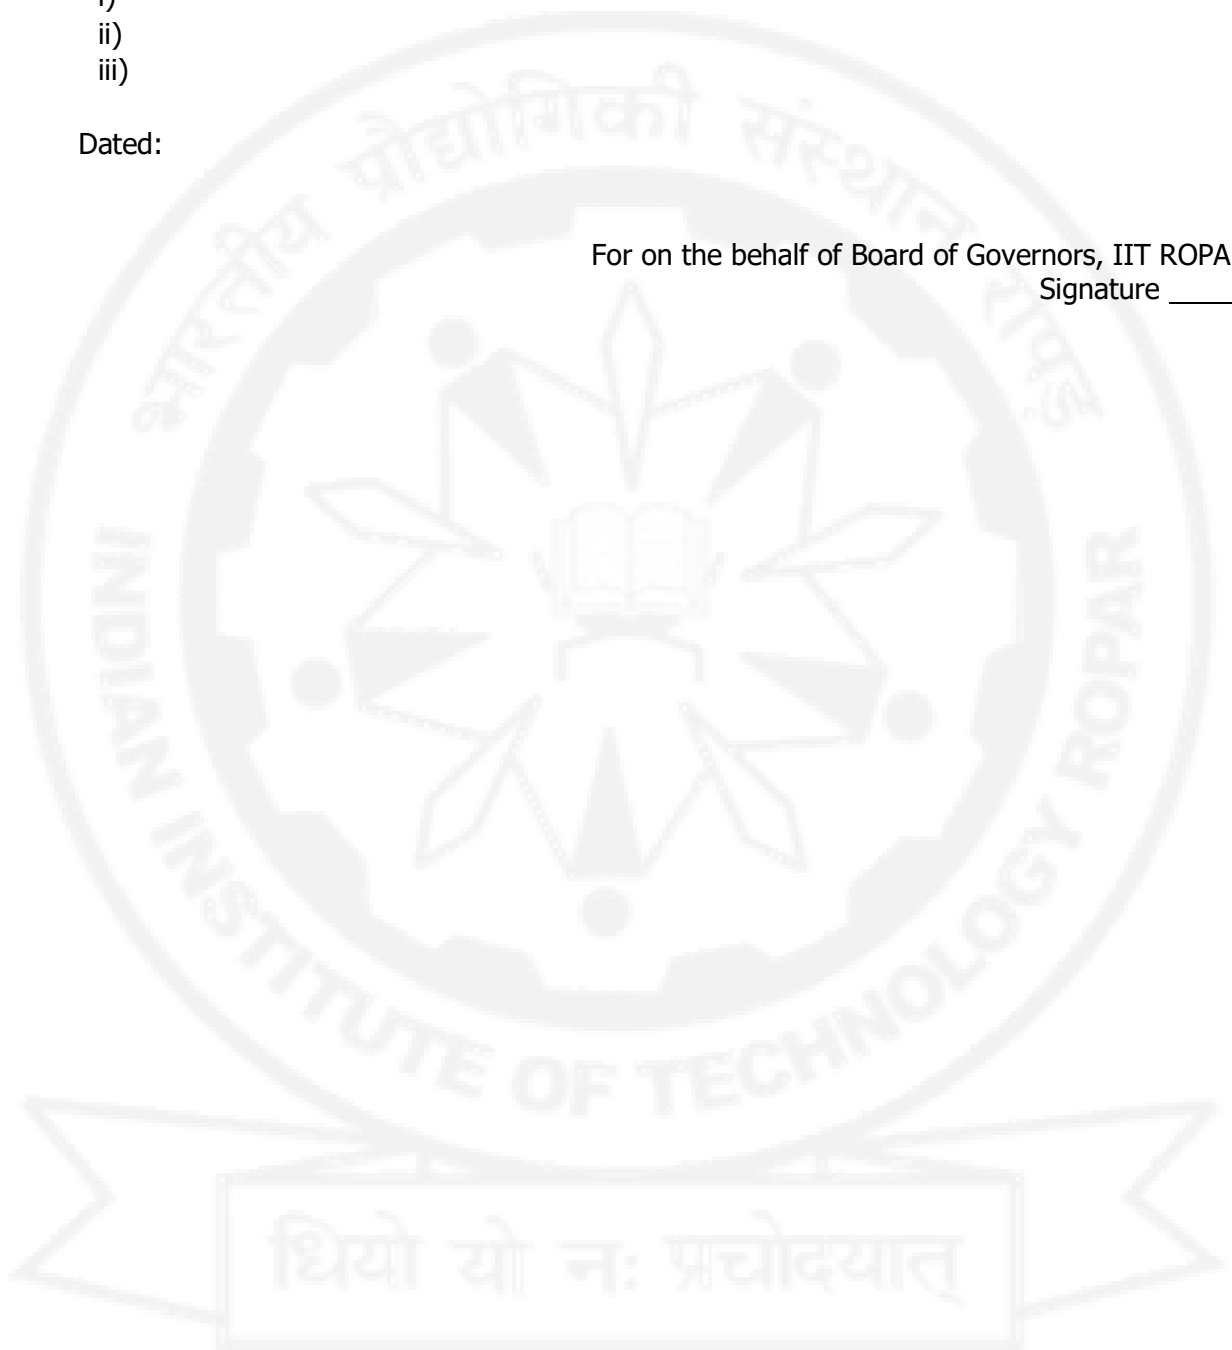 i)
ii)
iii)
Dated:
For on the behalf of Board of Governors, IIT ROPA
Signature ______
भारतीय प्रौद्योगिकी संस्थान रोपड़
INDIAN INSTITUTE OF TECHNOLOGY ROPAR
धियो यो नः प्रचोदयात्